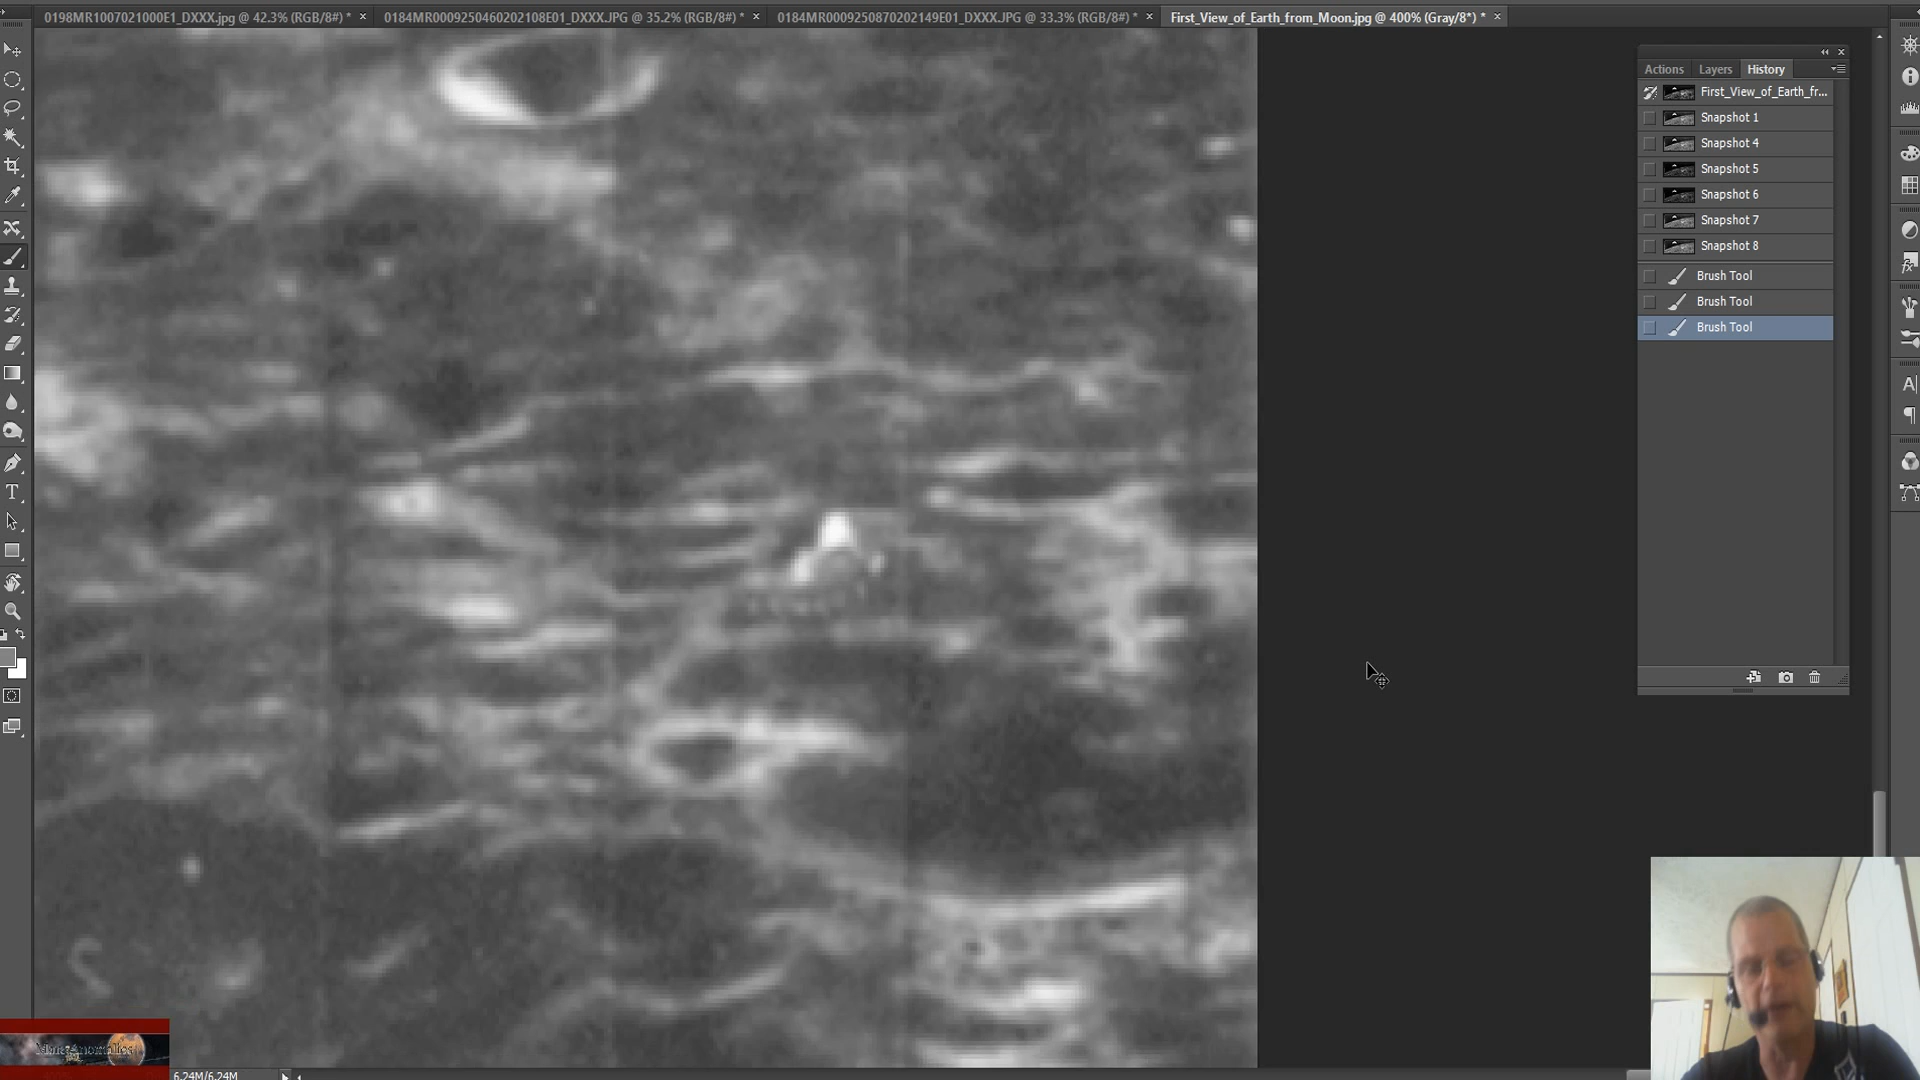 0198MR1007021000E1_DXXX.jpg @ 42.3% (RGB/8#) * ×
0184MR0009250460202108E01_DXXX.JPG @ 35.2% (RGB/8#) * ×
0184MR0009250870202149E01_DXXX.JPG @ 33.3% (RGB/8#) * ×
First_View_of_Earth_from_Moon.jpg @ 400% (Gray/8*) * ×
Actions Layers History
First_View_of_Earth_fr...
Snapshot 1
Snapshot 4
Snapshot 5
Snapshot 6
Snapshot 7
Snapshot 8
Brush Tool
Brush Tool
Brush Tool
6.24M/6.24M